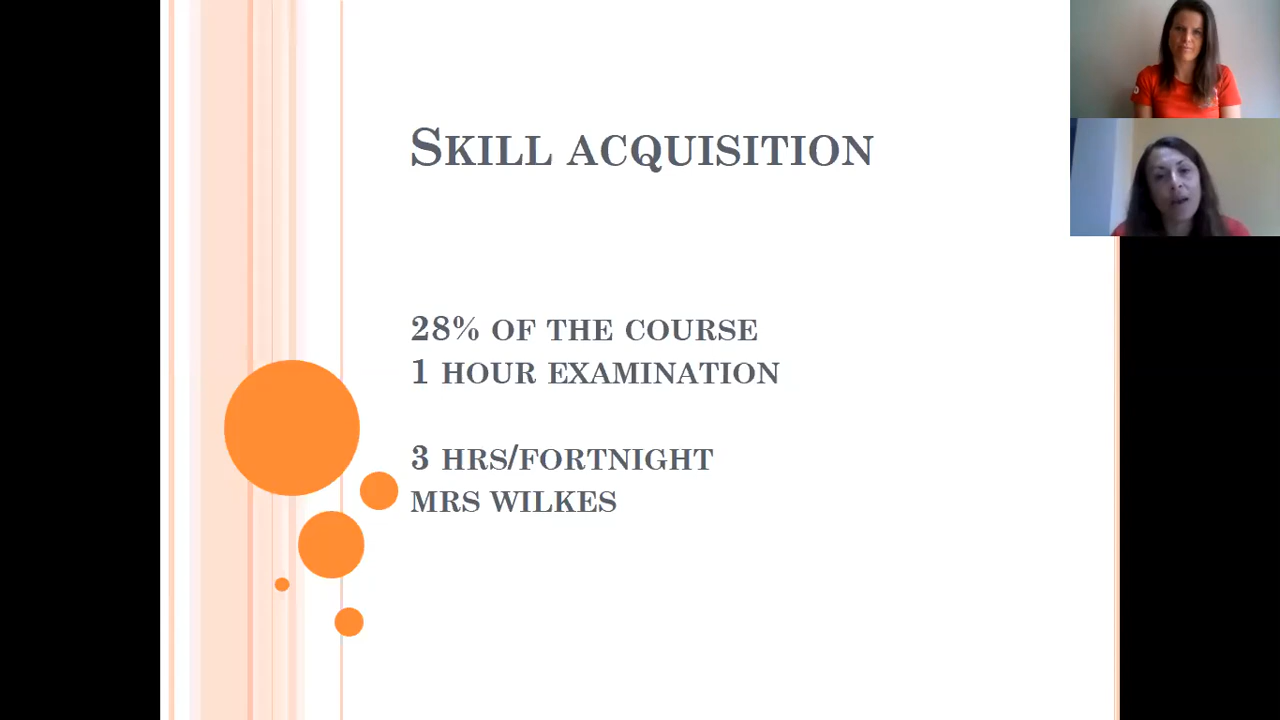 Skill acquisition
28% of the course
1 hour examination
3 hrs/fortnight
Mrs Wilkes